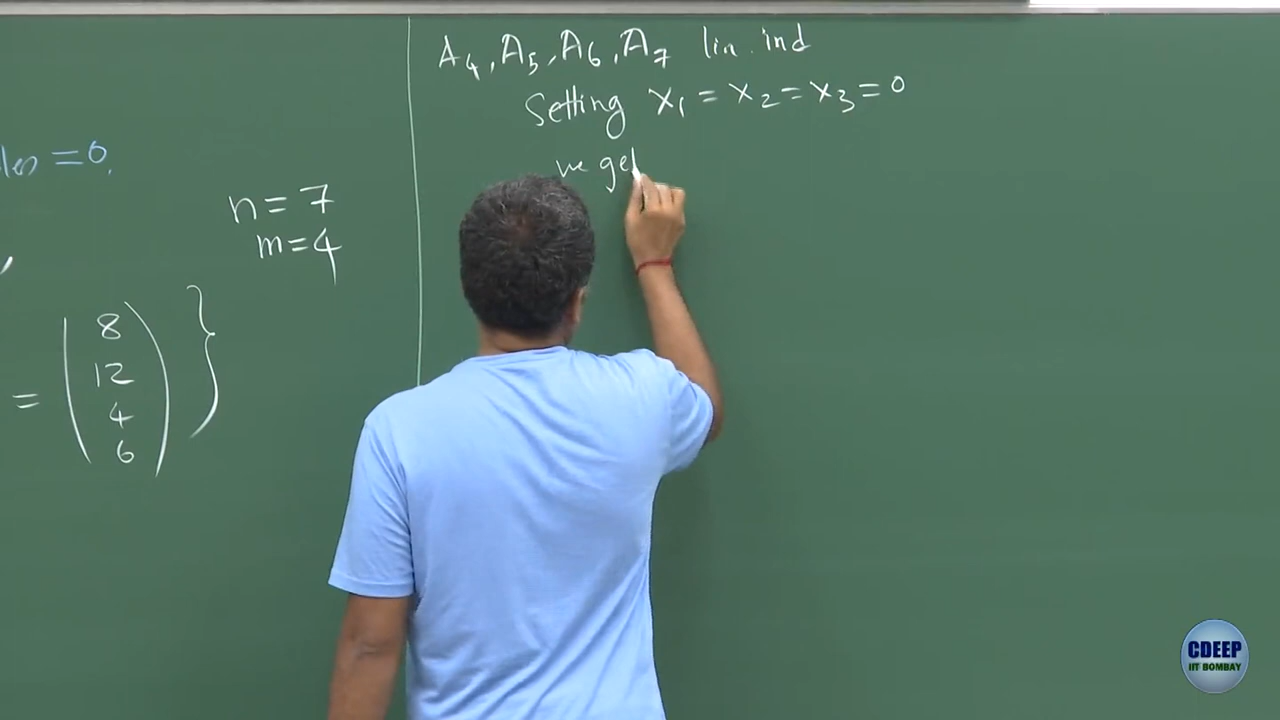 = 0.
n = 7
m = 4
,
= ( 8 12 4 6 ) }
A₄, A₅, A₆, A₇ lin. ind
Setting x₁ = x₂ = x₃ = 0
we get
CDEEP
IIT BOMBAY